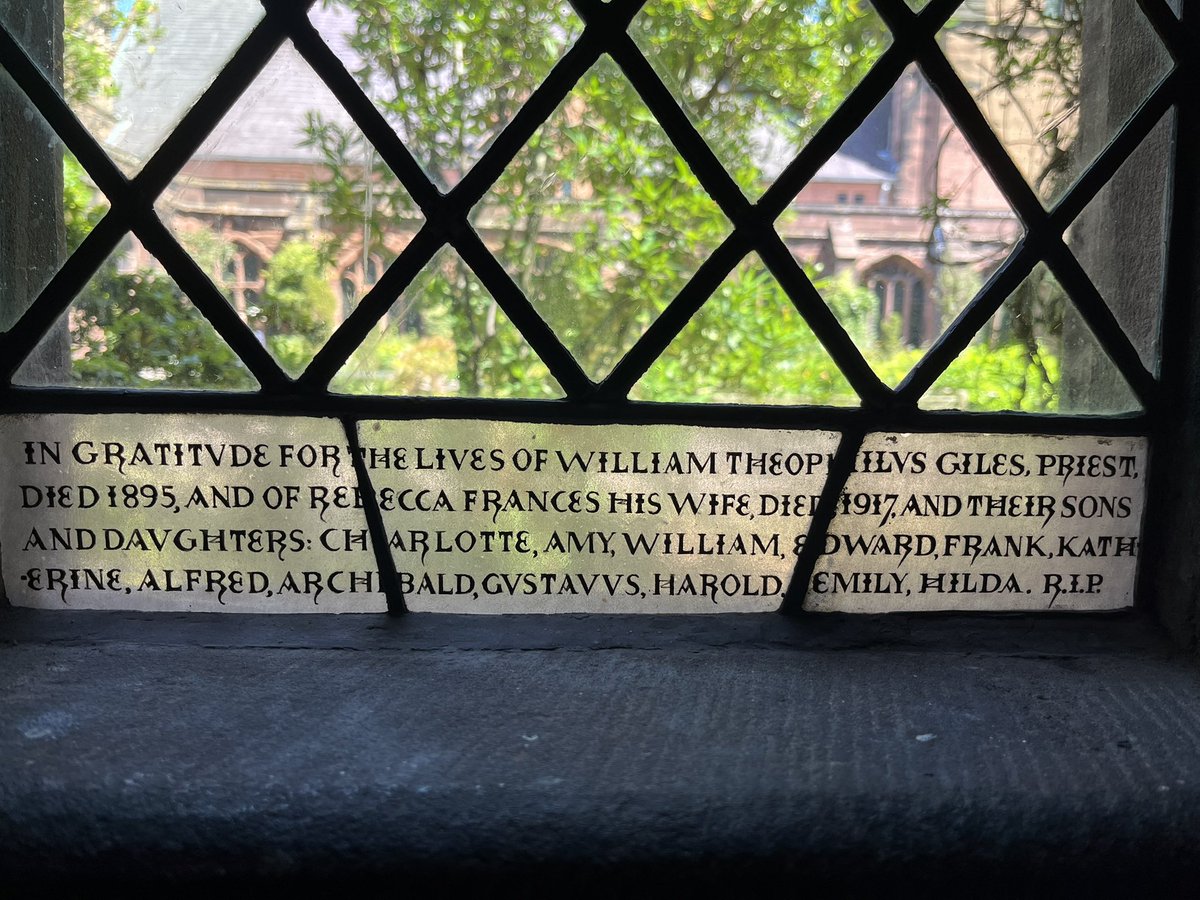 IN GRATITVDE FOR THE LIVES OF WILLIAM THEOPHILVS GILES, PRIEST,
DIED 1895, AND OF REBECCA FRANCES HIS WIFE, DIED 1917, AND THEIR SONS
AND DAVGHTERS: CHARLOTTE, AMY, WILLIAM, EDWARD, FRANK, KATH-
-ERINE, ALFRED, ARCHIBALD, GVSTAVVS, HAROLD, EMILY, HILDA. R.I.P.